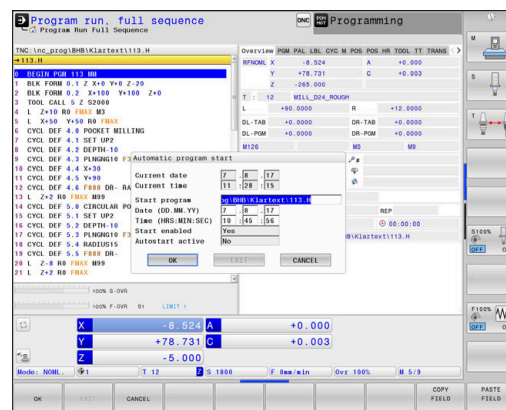 Program run, full sequence
DNC
Programming
Program Run Full Sequence
TNC:\nc_prog\BHB\Klartext\113.H
→113.H
0 BEGIN PGM 113 MM
1 BLK FORM 0.1 Z X+0 Y+0 Z-20
2 BLK FORM 0.2 X+100 Y+100 Z+0
3 TOOL CALL 5 Z S2000
4 L Z+10 R0 FMAX M3
5 L X+50 Y+50 R0 FMAX
6 CYCL DEF 4.0 POCKET MILLING
7 CYCL DEF 4.1 SET UP2
8 CYCL DEF 4.2 DEPTH-10
9 CYCL DEF 4.3 PLNGNG10 F3
10 CYCL DEF 4.4 X+30
11 CYCL DEF 4.5 Y+90
12 CYCL DEF 4.6 F888 DR- RA
13 L Z+2 R0 FMAX M99
14 CYCL DEF 5.0 CIRCULAR PO
15 CYCL DEF 5.1 SET UP2
16 CYCL DEF 5.2 DEPTH-10
17 CYCL DEF 5.3 PLNGNG10 F3
18 CYCL DEF 5.4 RADIUS15
19 CYCL DEF 5.5 F888 DR-
20 L Z-8 R0 FMAX M99
21 L Z+2 R0 FMAX
Overview PGM PAL LBL CYC M POS POS HR TOOL TT TRANS
RFNOML X -8.524 A +0.000
Y +78.731 C +0.003
Z -265.000
T : 12 MILL_D24_ROUGH
L +90.0000 R +12.0000
DL-TAB +0.0000 DR-TAB +0.0000
DL-PGM +0.0000 DR-PGM +0.0000
M126 M5 M9
REP
00:00:00
HB\Klartext\113.H
Automatic program start
Current date 7 .8 .17
Current time 11 :28 :15
Start program og\BHB\Klartext\113.H
Date (DD.MM.YY) 7 .8 .17
Time (HRS:MIN:SEC) 10 :45 :56
Start enabled Yes
Autostart active No
OK EXIT CANCEL
100% S-OVR
100% F-OVR S1 LIMIT 1
X -8.524 A +0.000
Y +78.731 C +0.003
Z -5.000
Mode: NOML. 1 T 12 Z S 1800 F 0mm/min Ovr 100% M 5/9
M
S
T
S100%
OFF
F100%
OFF
OK EXIT CANCEL COPY FIELD PASTE FIELD